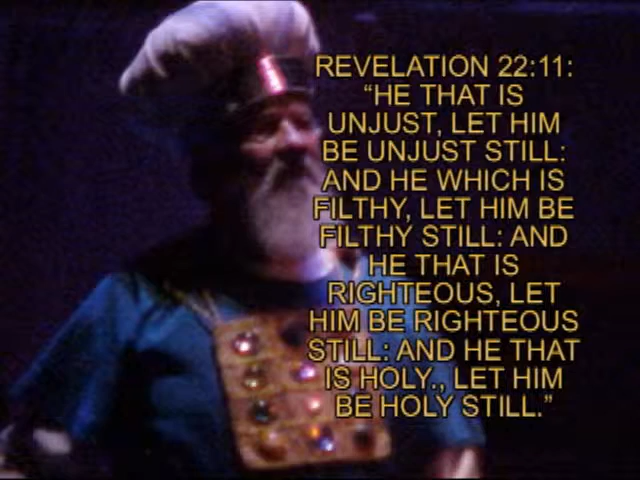 REVELATION 22:11:
“HE THAT IS
UNJUST, LET HIM
BE UNJUST STILL:
AND HE WHICH IS
FILTHY, LET HIM BE
FILTHY STILL: AND
HE THAT IS
RIGHTEOUS, LET
HIM BE RIGHTEOUS
STILL: AND HE THAT
IS HOLY., LET HIM
BE HOLY STILL.”